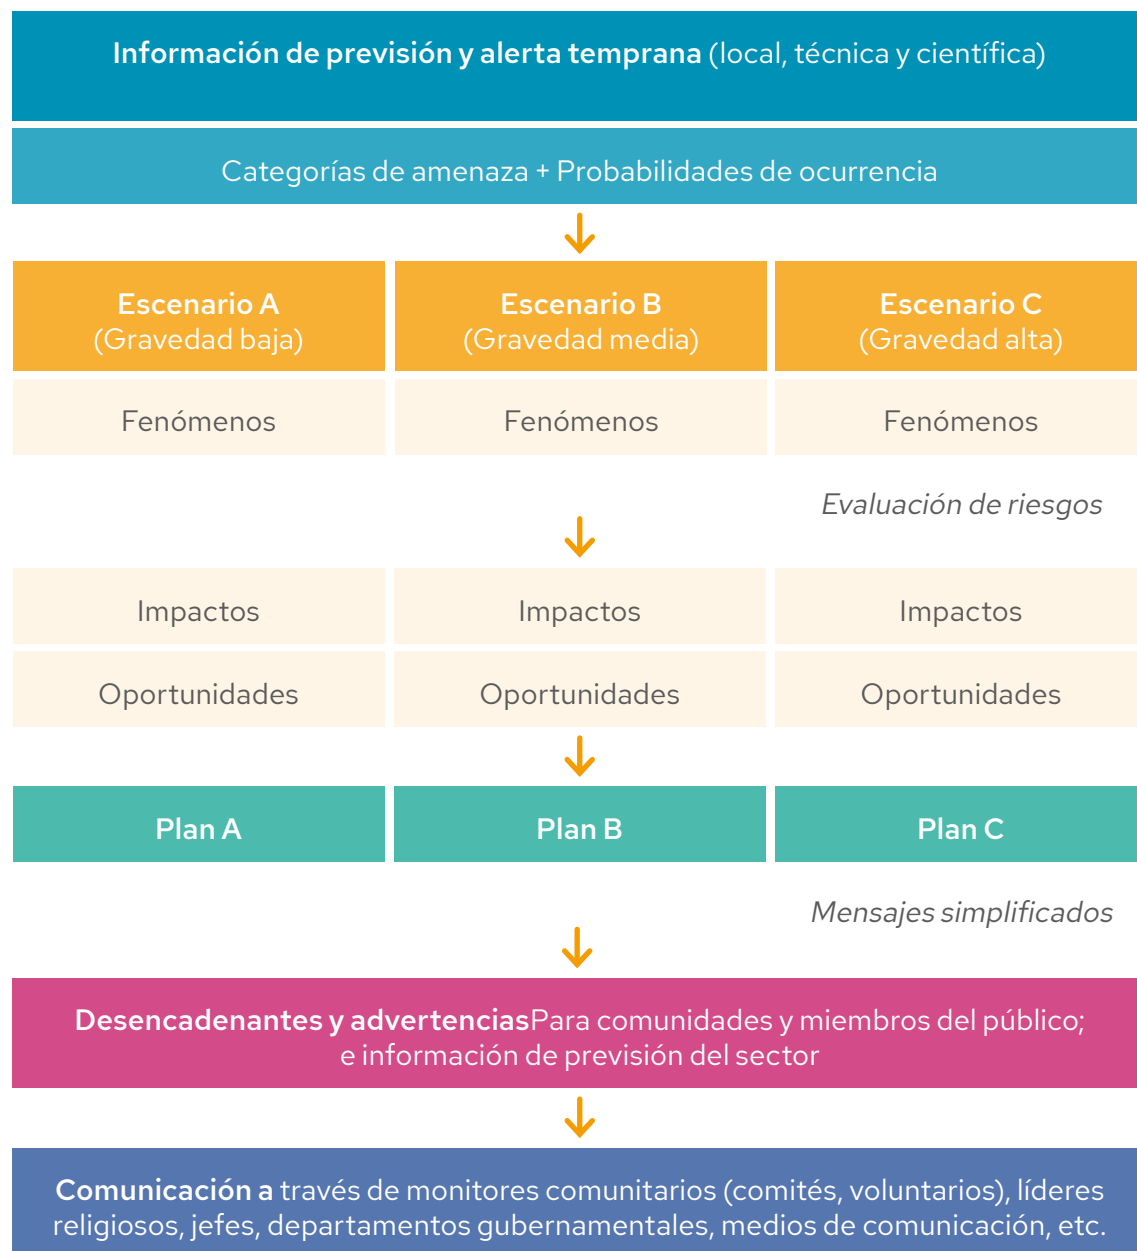 Información de previsión y alerta temprana (local, técnica y científica)
Categorías de amenaza + Probabilidades de ocurrencia
Escenario A
(Gravedad baja)
Escenario B
(Gravedad media)
Escenario C
(Gravedad alta)
Fenómenos
Fenómenos
Fenómenos
Evaluación de riesgos
Impactos
Impactos
Impactos
Oportunidades
Oportunidades
Oportunidades
Plan A
Plan B
Plan C
Mensajes simplificados
Desencadenantes y advertenciasPara comunidades y miembros del público;
e información de previsión del sector
Comunicación a través de monitores comunitarios (comités, voluntarios), líderes
religiosos, jefes, departamentos gubernamentales, medios de comunicación, etc.